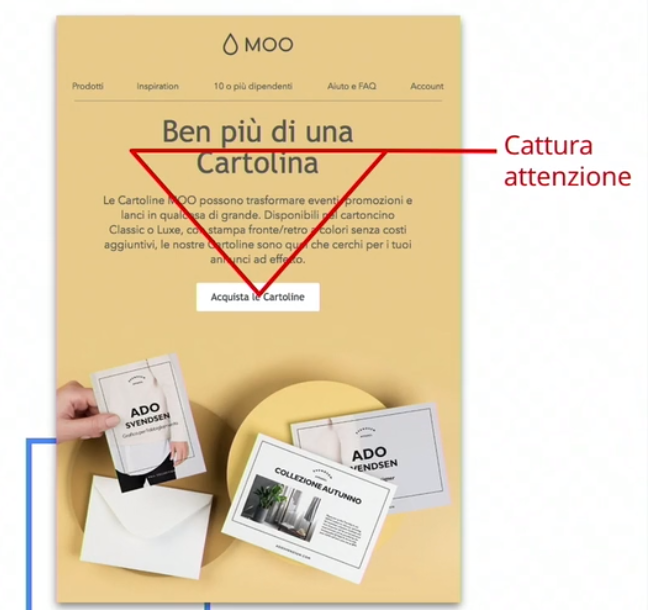 MOO
Prodotti Inspiration 10 o più dipendenti Aiuto e FAQ Account
Ben più di una
Cartolina
Cattura
attenzione
Le Cartoline MOO possono trasformare eventi, promozioni e
lanci in qualcosa di grande. Disponibili nel cartoncino
Classic o Luxe, con stampa fronte/retro a colori senza costi
aggiuntivi, le nostre Cartoline sono quel che cerchi per i tuoi
annunci ad effetto.
Acquista le Cartoline
ADO
SVENDSEN
ADO
SVENDSEN
COLLEZIONE AUTUNNO